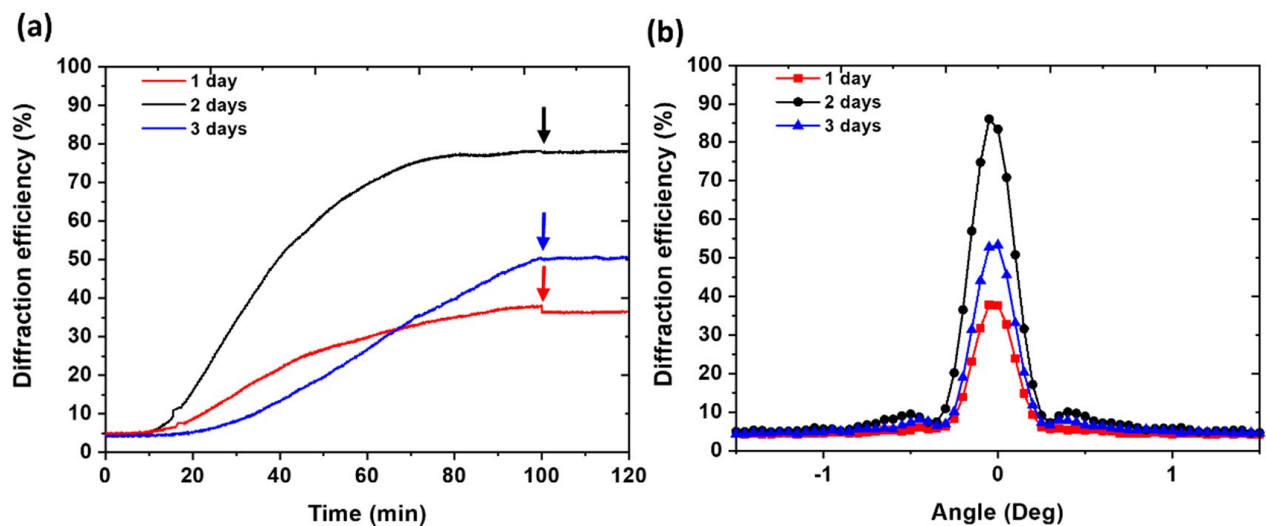 (a)
100
90
80
70
60
50
40
30
20
10
0
Diffraction efficiency (%)
1 day
2 days
3 days
0 20 40 60 80 100 120
Time (min)
(b)
100
90
80
70
60
50
40
30
20
10
0
Diffraction efficiency (%)
1 day
2 days
3 days
-1 0 1
Angle (Deg)